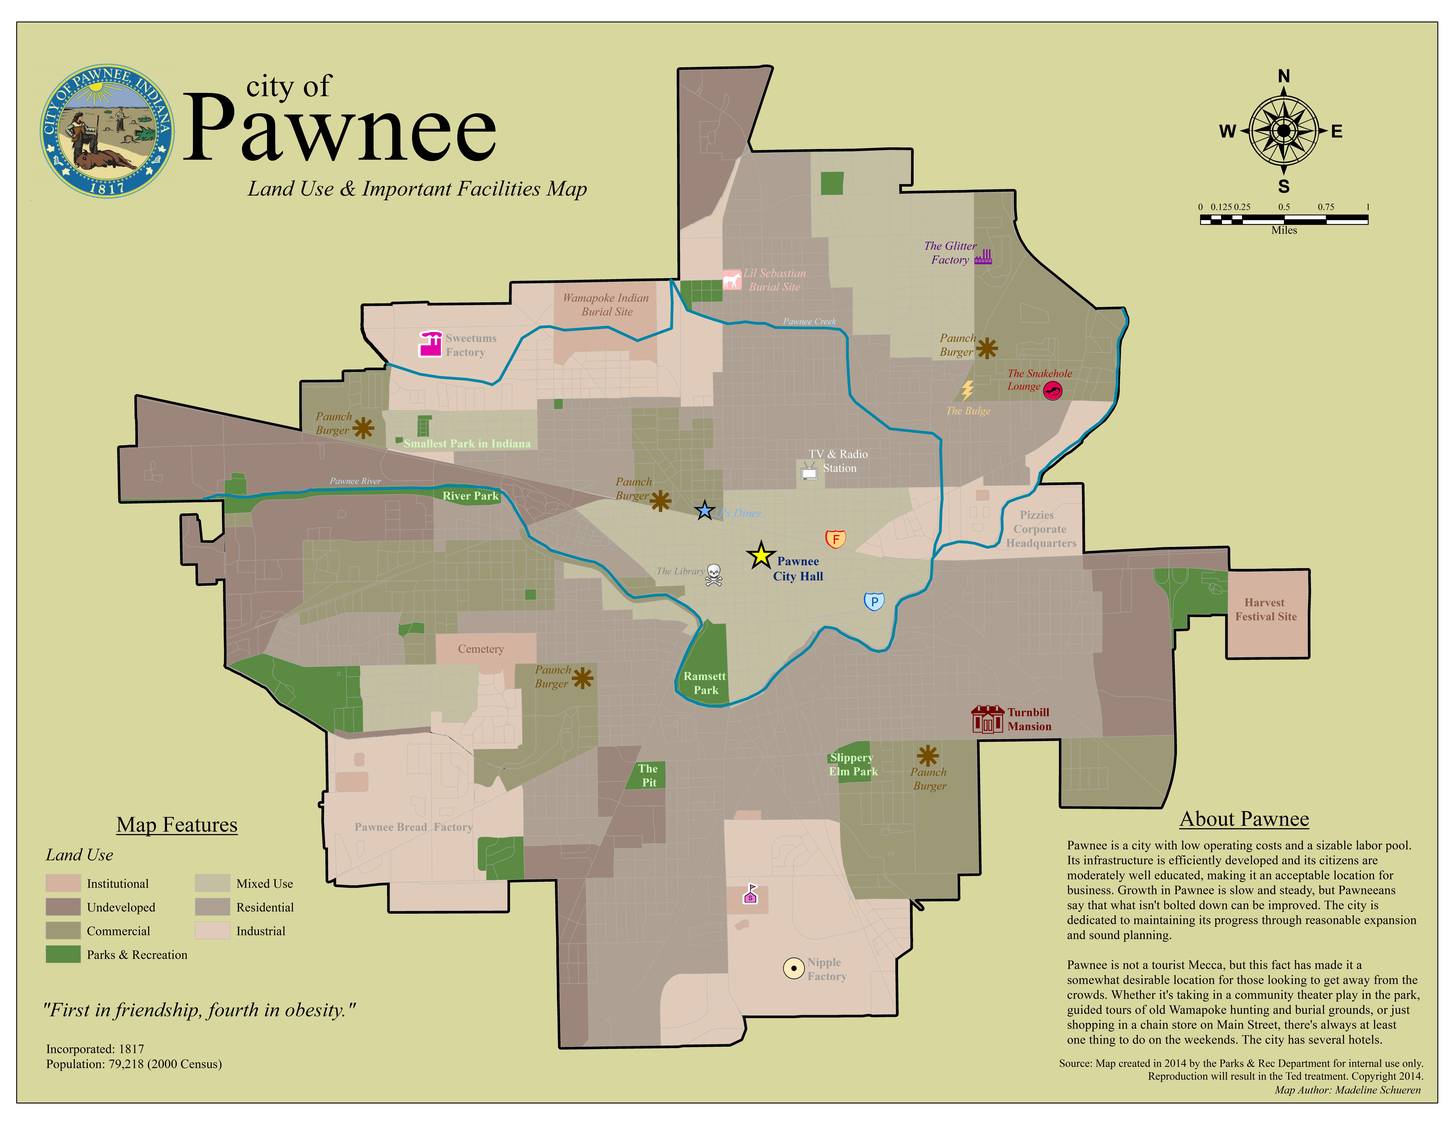 CITY OF PAWNEE, INDIANA
1817
city of
Pawnee
Land Use & Important Facilities Map
N
W
E
S
0 0.125 0.25 0.5 0.75 1
Miles
The Glitter
Factory
Lil Sebastian
Burial Site
Wamapoke Indian
Burial Site
Pawnee Creek
Sweetums
Factory
Paunch
Burger
The Snakehole
Lounge
The Bulge
Paunch
Burger
Smallest Park in Indiana
TV & Radio
Station
Pawnee River
River Park
Paunch
Burger
Diner
Pizzies
Corporate
Headquarters
F
Pawnee
City Hall
The Library
P
Harvest
Festival Site
Cemetery
Paunch
Burger
Ramsett
Park
Turnbill
Mansion
The
Pit
Slippery
Elm Park
Paunch
Burger
Pawnee Bread Factory
S
Nipple
Factory
Map Features
Land Use
Institutional
Undeveloped
Commercial
Parks & Recreation
Mixed Use
Residential
Industrial
"First in friendship, fourth in obesity."
Incorporated: 1817
Population: 79,218 (2000 Census)
About Pawnee
Pawnee is a city with low operating costs and a sizable labor pool.
Its infrastructure is efficiently developed and its citizens are
moderately well educated, making it an acceptable location for
business. Growth in Pawnee is slow and steady, but Pawneeans
say that what isn't bolted down can be improved. The city is
dedicated to maintaining its progress through reasonable expansion
and sound planning.
Pawnee is not a tourist Mecca, but this fact has made it a
somewhat desirable location for those looking to get away from the
crowds. Whether it's taking in a community theater play in the park,
guided tours of old Wamapoke hunting and burial grounds, or just
shopping in a chain store on Main Street, there's always at least
one thing to do on the weekends. The city has several hotels.
Source: Map created in 2014 by the Parks & Rec Department for internal use only.
Reproduction will result in the Ted treatment. Copyright 2014.
Map Author: Madeline Schueren